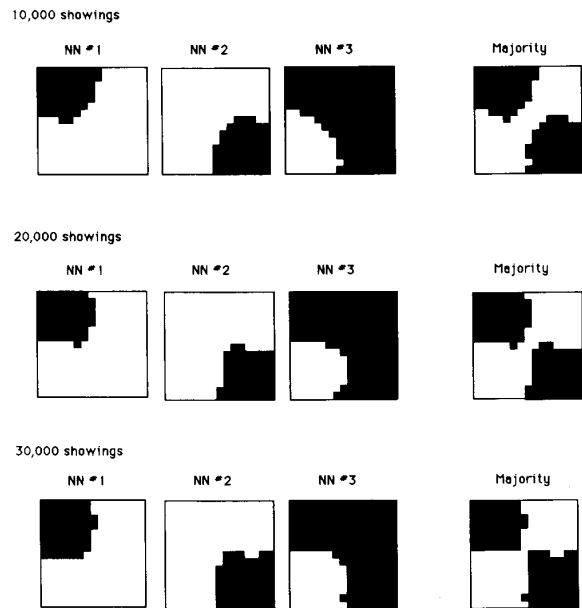 10,000 showings
NN #1 NN #2 NN #3 Majority
20,000 showings
NN #1 NN #2 NN #3 Majority
30,000 showings
NN #1 NN #2 NN #3 Majority